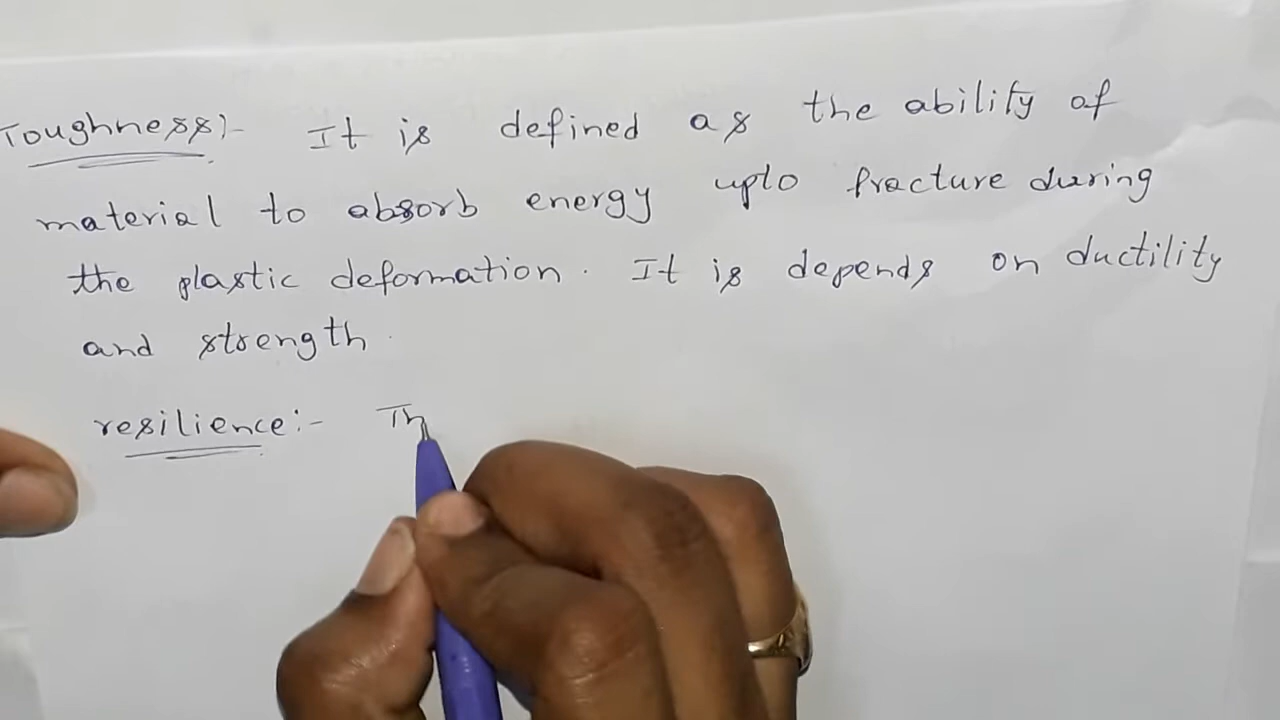 Toughness:- It is defined as the ability of
material to absorb energy upto fracture during
the plastic deformation. It is depends on ductility
and strength.
resilience:- Th